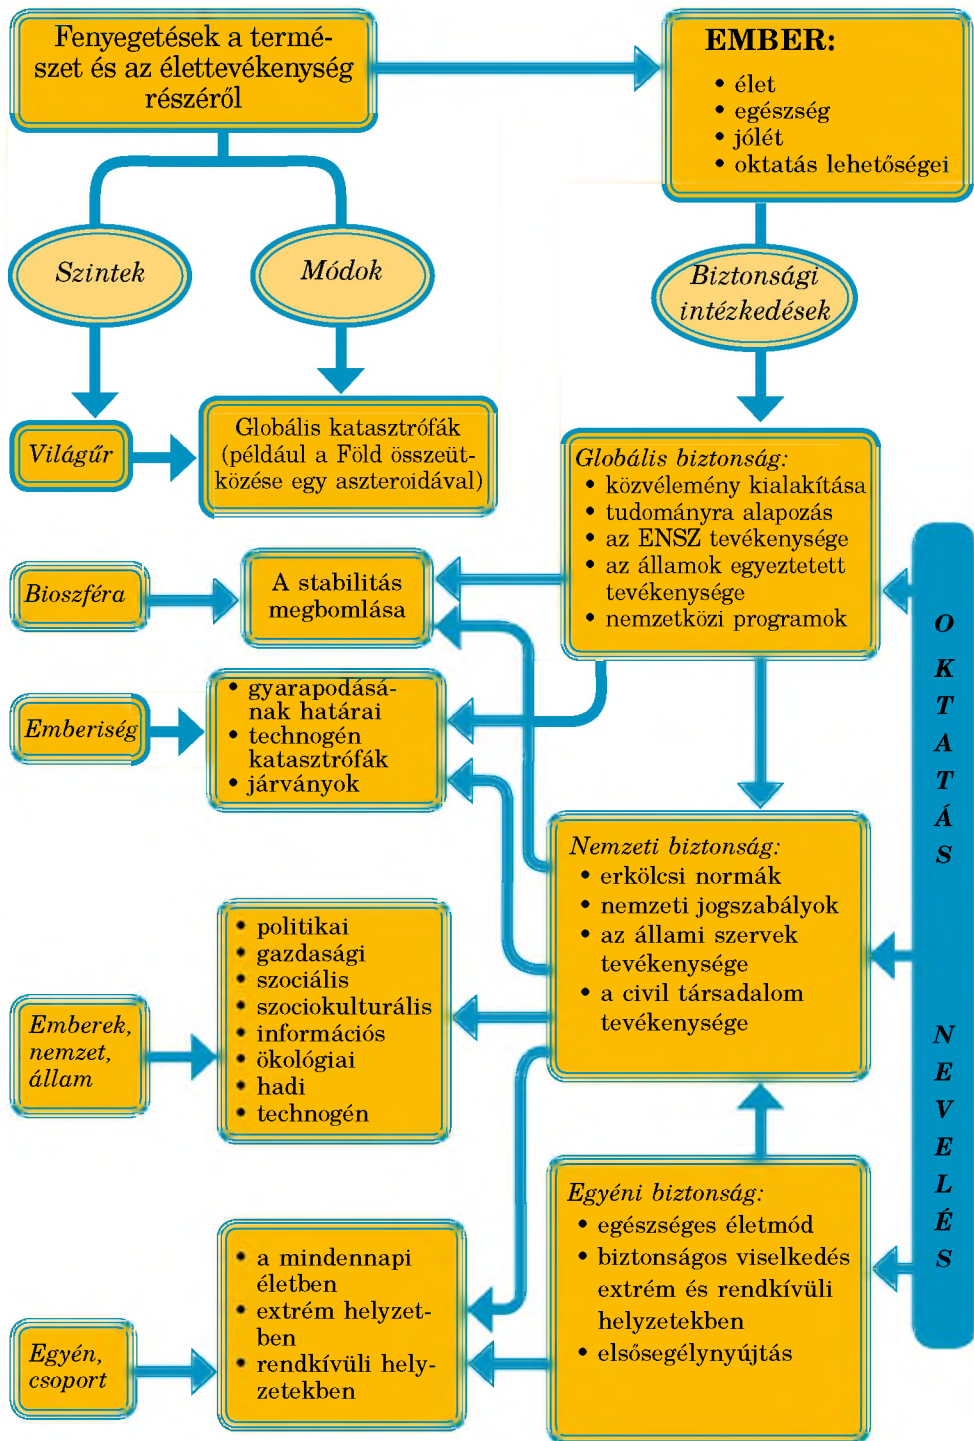 Fenyegetések a termé-
szet és az élettevékenység
részéről
EMBER:
• élet
• egészség
• jólét
• oktatás lehetőségei
Szintek
Módok
Biztonsági
intézkedések
Világűr
Globális katasztrófák
(például a Föld összeüt-
közése egy aszteroidával)
Globális biztonság:
• közvélemény kialakítása
• tudományra alapozás
• az ENSZ tevékenysége
• az államok egyeztetett
tevékenysége
• nemzetközi programok
Bioszféra
A stabilitás
megbomlása
Emberiség
• gyarapodásá-
nak határai
• technogén
katasztrófák
• járványok
Nemzeti biztonság:
• erkölcsi normák
• nemzeti jogszabályok
• az állami szervek
tevékenysége
• a civil társadalom
tevékenysége
Emberek,
nemzet,
állam
• politikai
• gazdasági
• szociális
• szociokulturális
• információs
• ökológiai
• hadi
• technogén
Egyéni biztonság:
• egészséges életmód
• biztonságos viselkedés
extrém és rendkívüli
helyzetekben
• elsősegélynyújtás
Egyén,
csoport
• a mindennapi
életben
• extrém helyzet-
ben
• rendkívüli hely-
zetekben
OKTATÁS
NEVELÉS